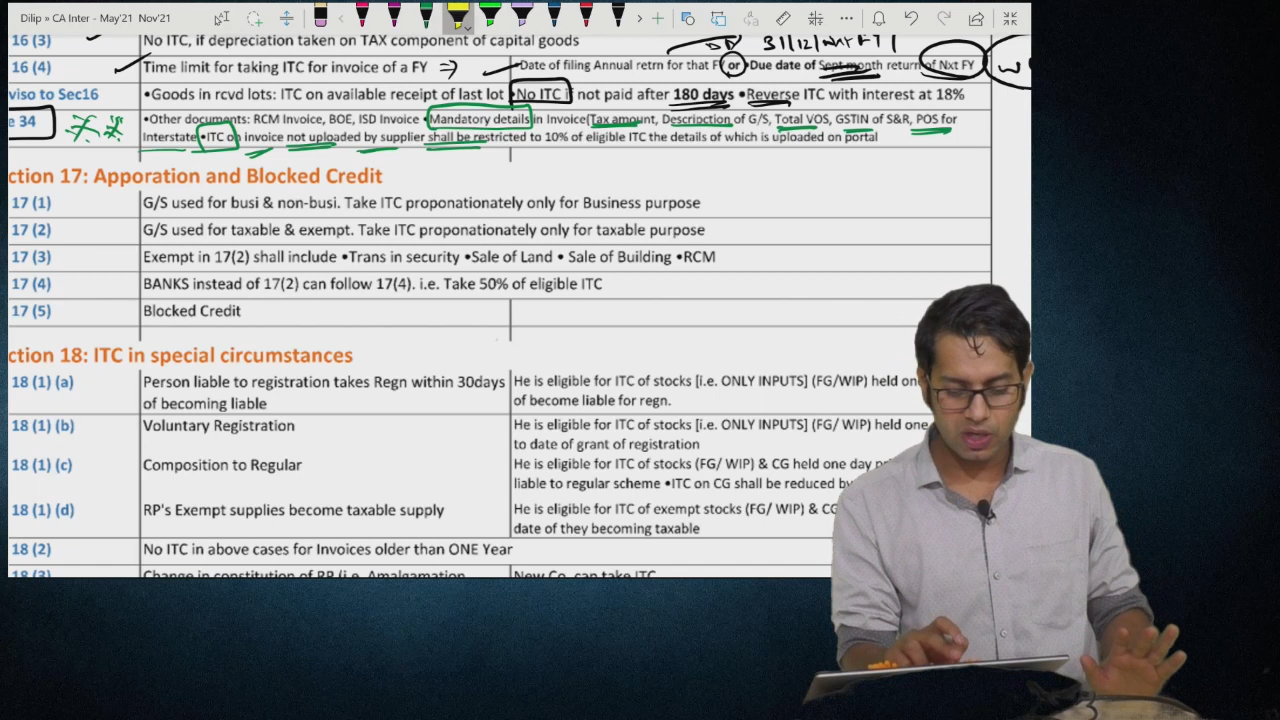 Dilip » CA Inter - May'21 Nov'21
16 (3) No ITC, if depreciation taken on TAX component of capital goods
31/12/Nxt FY
16 (4) Time limit for taking ITC for invoice of a FY Date of filing Annual retrn for that FY or •Due date of Sept month return of Nxt FY
viso to Sec16 •Goods in rcvd lots: ITC on available receipt of last lot •No ITC if not paid after 180 days •Reverse ITC with interest at 18%
e 34 •Other documents: RCM Invoice, BOE, ISD Invoice •Mandatory details in Invoice(Tax amount, Description of G/S, Total VOS, GSTIN of S&R, POS for
Interstate •ITC on invoice not uploaded by supplier shall be restricted to 10% of eligible ITC the details of which is uploaded on portal
ction 17: Apporation and Blocked Credit
17 (1) G/S used for busi & non-busi. Take ITC proponationately only for Business purpose
17 (2) G/S used for taxable & exempt. Take ITC proponationately only for taxable purpose
17 (3) Exempt in 17(2) shall include •Trans in security •Sale of Land • Sale of Building •RCM
17 (4) BANKS instead of 17(2) can follow 17(4). i.e. Take 50% of eligible ITC
17 (5) Blocked Credit
ction 18: ITC in special circumstances
18 (1) (a) Person liable to registration takes Regn within 30days He is eligible for ITC of stocks [i.e. ONLY INPUTS] (FG/WIP) held one
of becoming liable of become liable for regn.
18 (1) (b) Voluntary Registration He is eligible for ITC of stocks [i.e. ONLY INPUTS] (FG/ WIP) held one
to date of grant of registration
18 (1) (c) Composition to Regular He is eligible for ITC of stocks (FG/ WIP) & CG held one day
liable to regular scheme •ITC on CG shall be reduced by
18 (1) (d) RP's Exempt supplies become taxable supply He is eligible for ITC of exempt stocks (FG/ WIP) & CG
date of they becoming taxable
18 (2) No ITC in above cases for Invoices older than ONE Year
18 (3) Change in constitution of RP (i.e. Amalgamation New Co. can take ITC